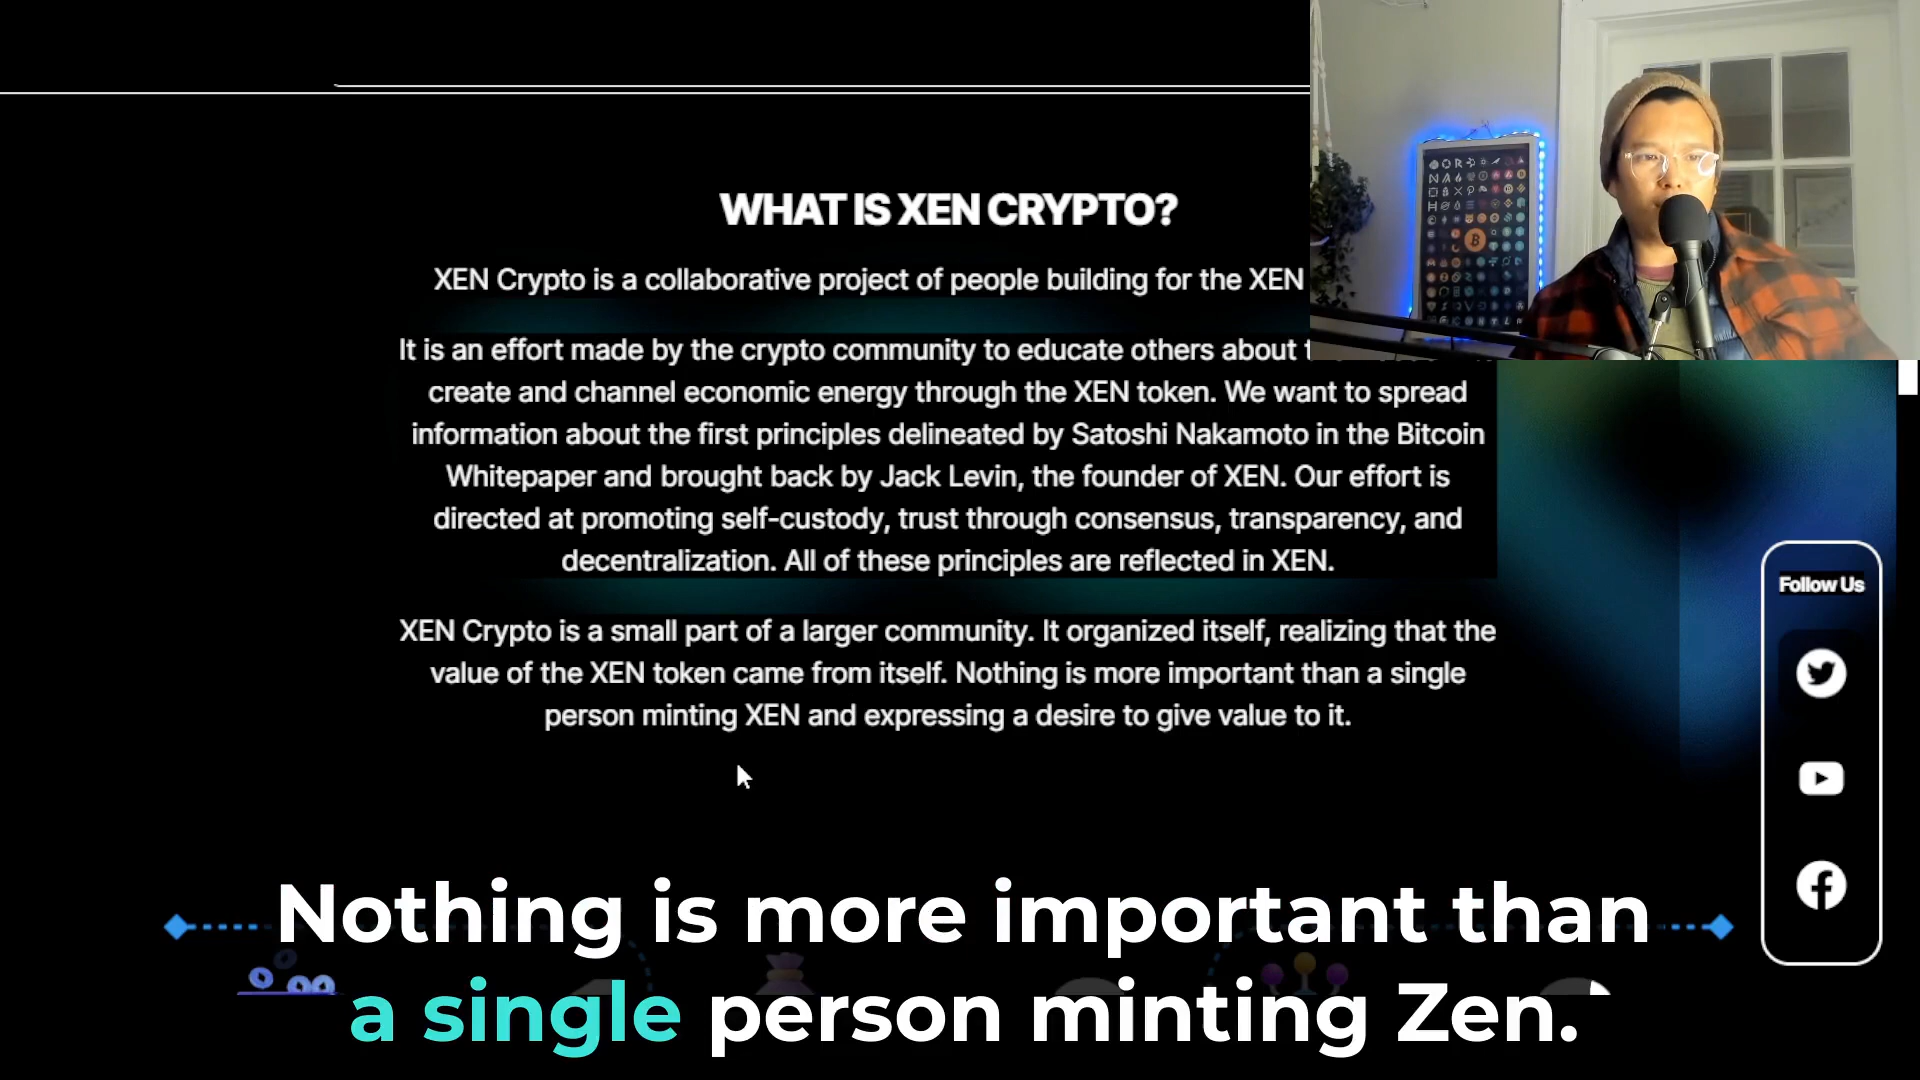 WHAT IS XEN CRYPTO?
XEN Crypto is a collaborative project of people building for the XEN
It is an effort made by the crypto community to educate others about
create and channel economic energy through the XEN token. We want to spread
information about the first principles delineated by Satoshi Nakamoto in the Bitcoin
Whitepaper and brought back by Jack Levin, the founder of XEN. Our effort is
directed at promoting self-custody, trust through consensus, transparency, and
decentralization. All of these principles are reflected in XEN.
XEN Crypto is a small part of a larger community. It organized itself, realizing that the
value of the XEN token came from itself. Nothing is more important than a single
person minting XEN and expressing a desire to give value to it.
Follow Us
Nothing is more important than
a single person minting Zen.